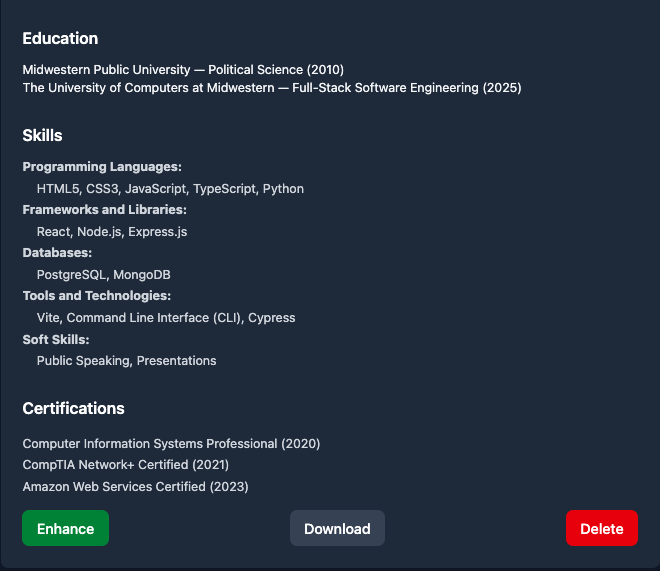 Education
Midwestern Public University — Political Science (2010)
The University of Computers at Midwestern — Full-Stack Software Engineering (2025)
Skills
Programming Languages:
HTML5, CSS3, JavaScript, TypeScript, Python
Frameworks and Libraries:
React, Node.js, Express.js
Databases:
PostgreSQL, MongoDB
Tools and Technologies:
Vite, Command Line Interface (CLI), Cypress
Soft Skills:
Public Speaking, Presentations
Certifications
Computer Information Systems Professional (2020)
CompTIA Network+ Certified (2021)
Amazon Web Services Certified (2023)
Enhance Download Delete